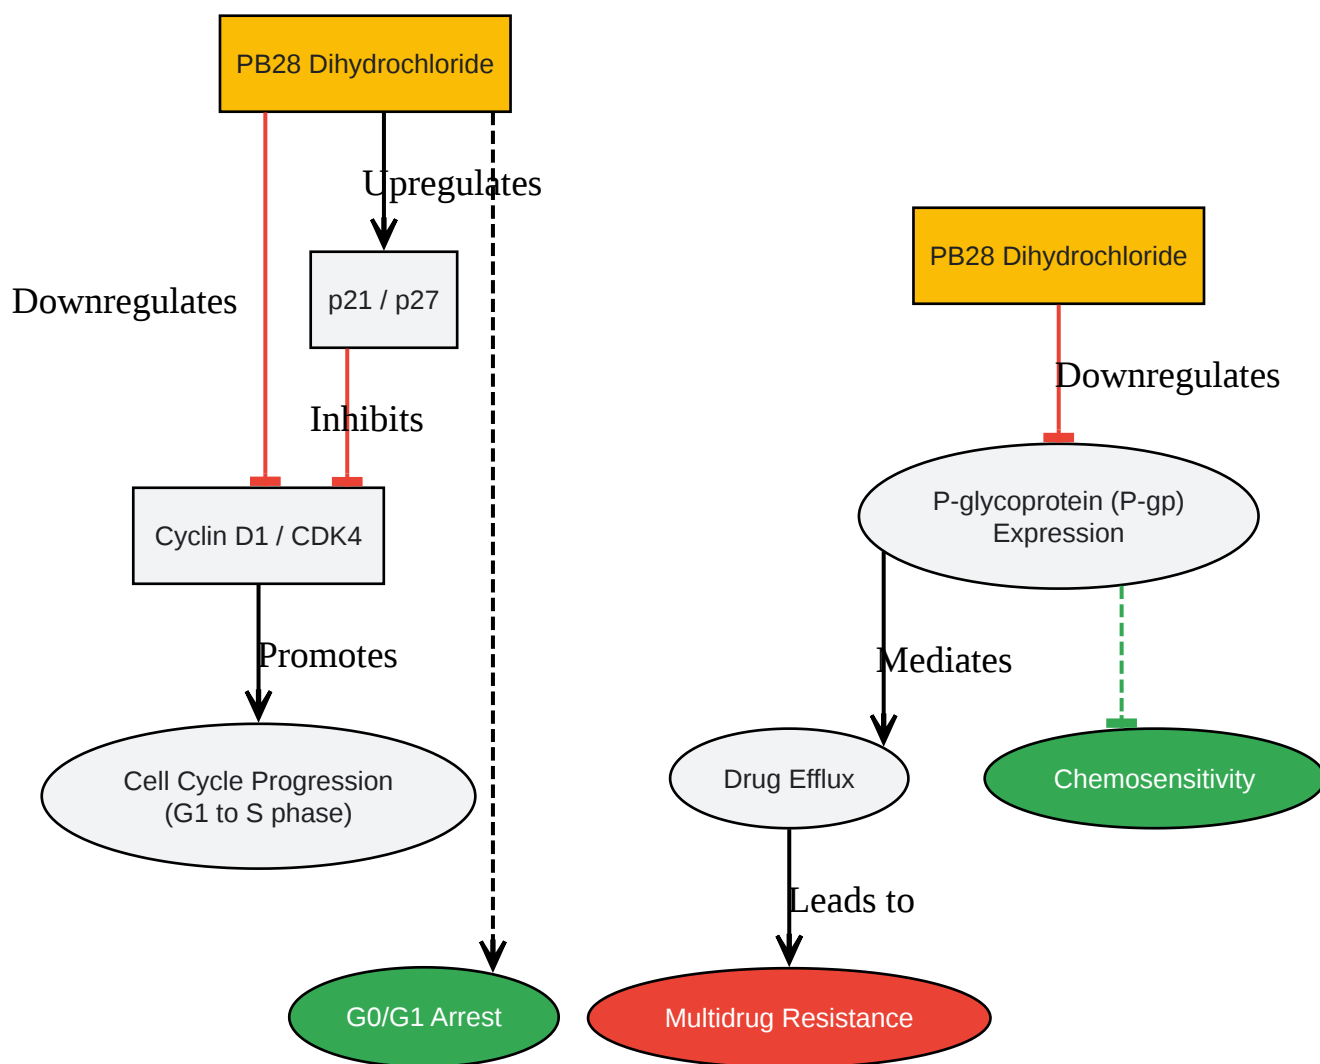 PB28 Dihydrochloride
Upregulates
Downregulates
p21 / p27
Inhibits
Cyclin D1 / CDK4
Promotes
Cell Cycle Progression
(G1 to S phase)
G0/G1 Arrest
PB28 Dihydrochloride
Downregulates
P-glycoprotein (P-gp)
Expression
Mediates
Drug Efflux
Chemosensitivity
Leads to
Multidrug Resistance